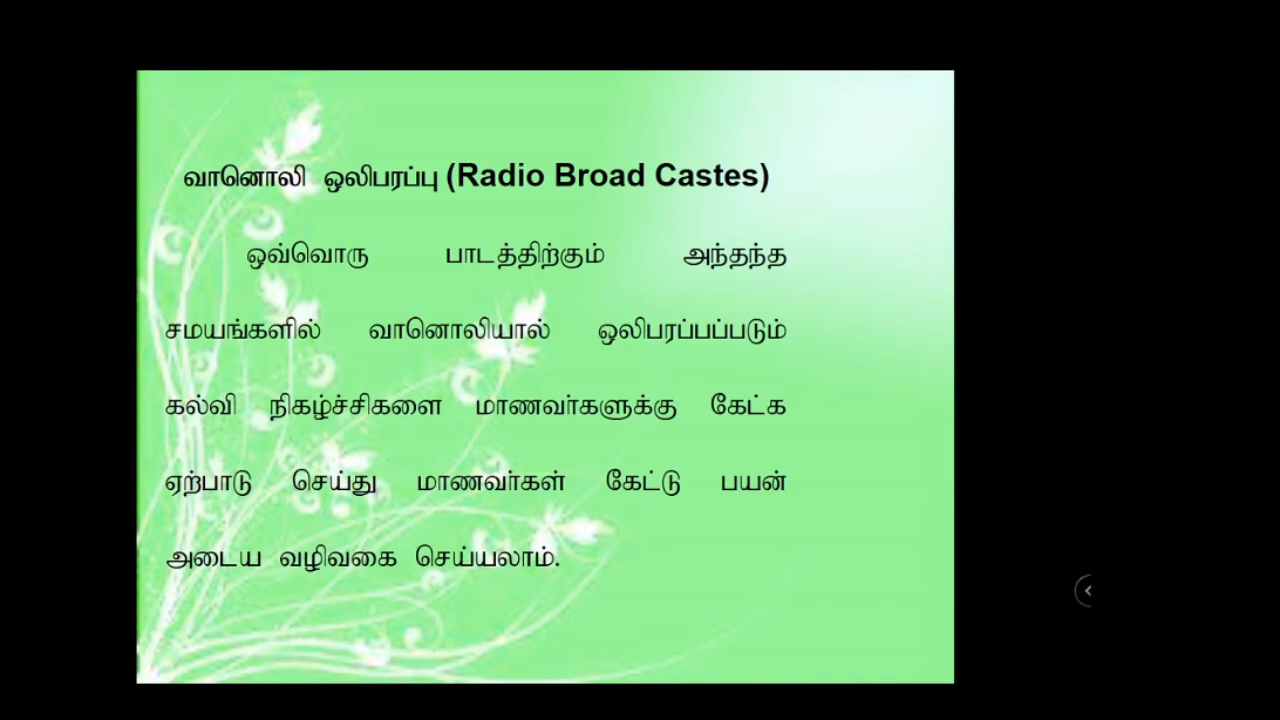 வானொலி ஒலிபரப்பு (Radio Broad Castes)
ஒவ்வொரு பாடத்திற்கும் அந்தந்த
சமயங்களில் வானொலியால் ஒலிபரப்பப்படும்
கல்வி நிகழ்ச்சிகளை மாணவர்களுக்கு கேட்க
ஏற்பாடு செய்து மாணவர்கள் கேட்டு பயன்
அடைய வழிவகை செய்யலாம்.